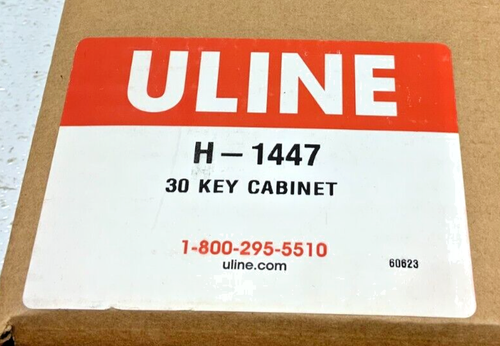 ULINE
H-1447
30 KEY CABINET
1-800-295-5510
uline.com
60623